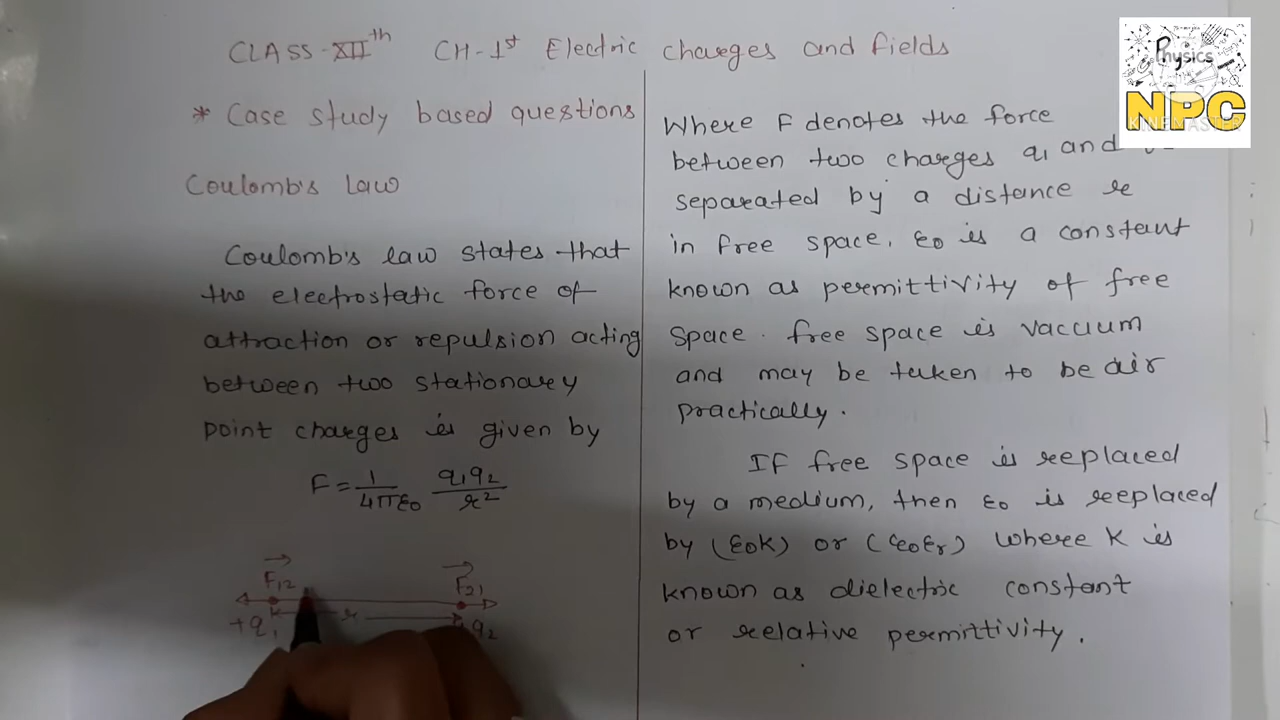 CLASS-XIIth CH-1st Electric charges and fields
* Case study based questions
Coulomb's law
Coulomb's law states that
the electrostatic force of
attraction or repulsion acting
between two stationary
point charges is given by
F = 1/4πε0 q1q2/r²
F12 F21
r
+q1 q2
Where F denotes the force
between two charges q1 and
separated by a distance r
in free space, ε0 is a constant
known as permittivity of free
space. free space is vacuum
and may be taken to be air
practically.
If free space is replaced
by a medium, then ε0 is replaced
by (ε0K) or (ε0εr) where K is
known as dielectric constant
or relative permittivity.
Physics
NPC
KINEMASTER